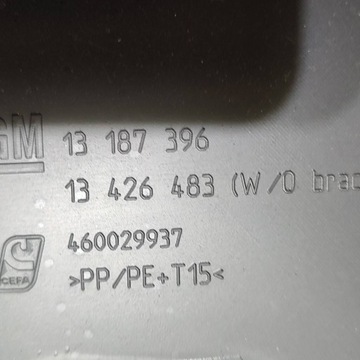 GM 13 187 396
13 426 483 (W/O brac
460029937
CEFA >PP/PE+T15<